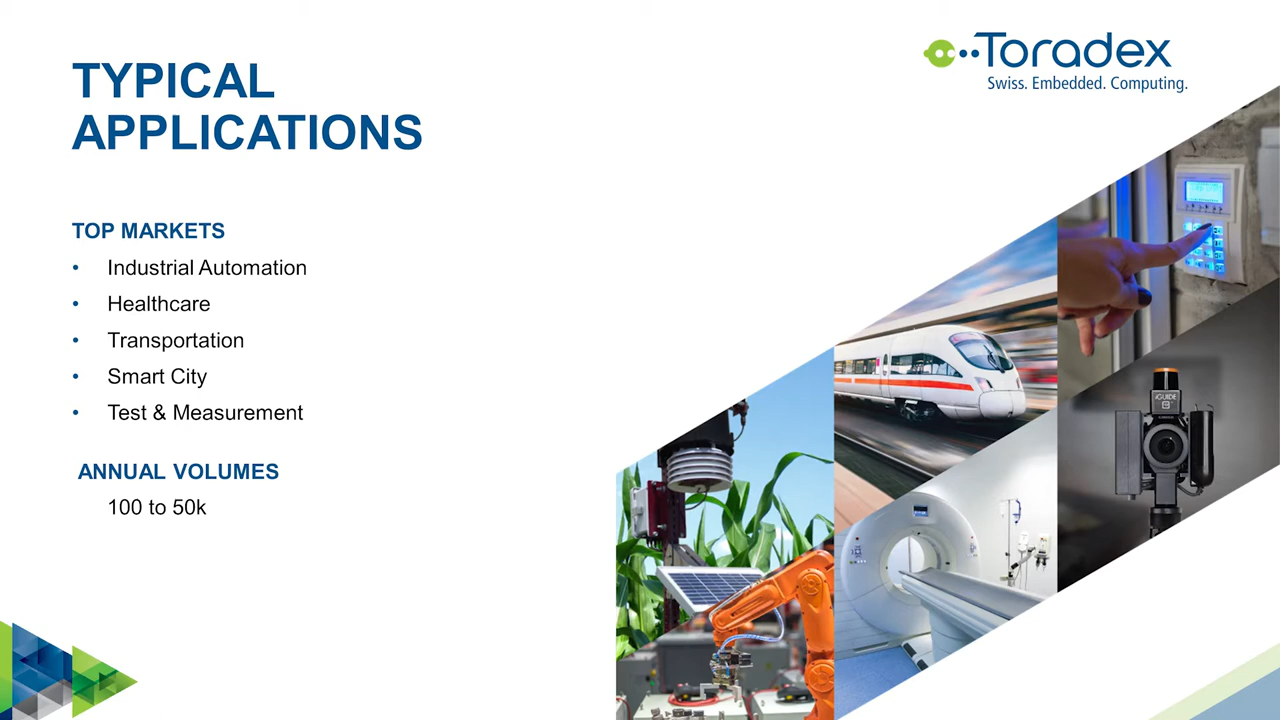 Toradex
Swiss. Embedded. Computing.
TYPICAL
APPLICATIONS
TOP MARKETS
• Industrial Automation
• Healthcare
• Transportation
• Smart City
• Test & Measurement
ANNUAL VOLUMES
100 to 50k
iGUIDE